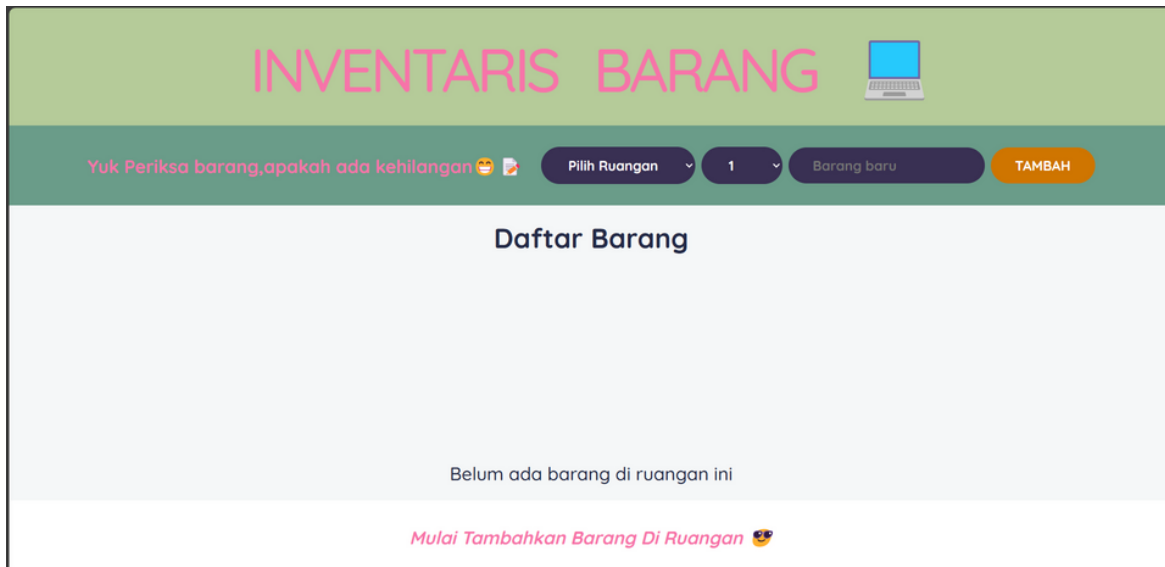 INVENTARIS BARANG 💻
Yuk Periksa barang,apakah ada kehilangan😁 📝 Pilih Ruangan 1 Barang baru TAMBAH
Daftar Barang
Belum ada barang di ruangan ini
Mulai Tambahkan Barang Di Ruangan 😎